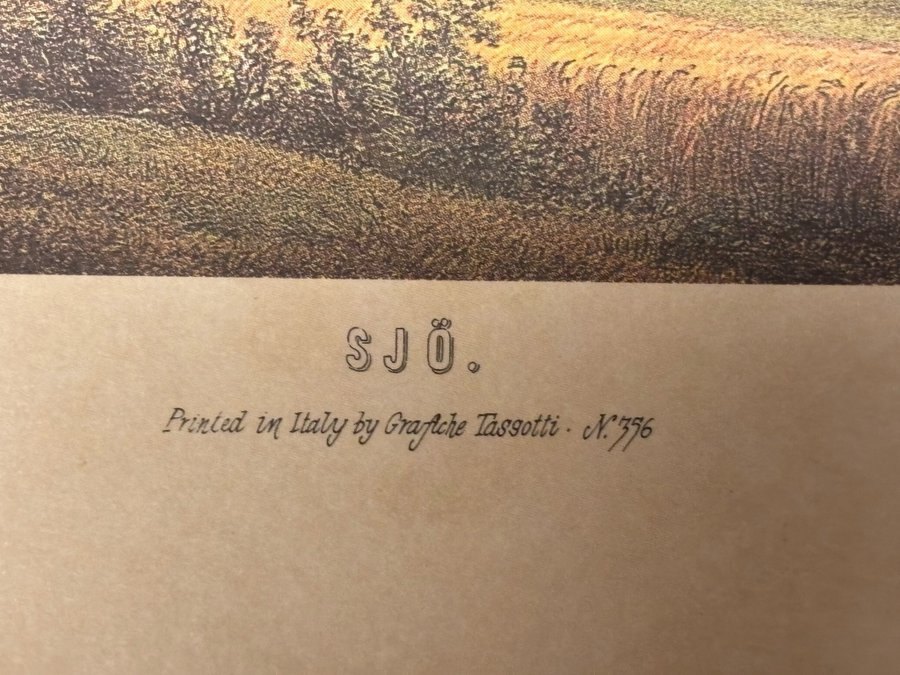 SJÖ.
Printed in Italy by Grafiche Tassotti · N. 356